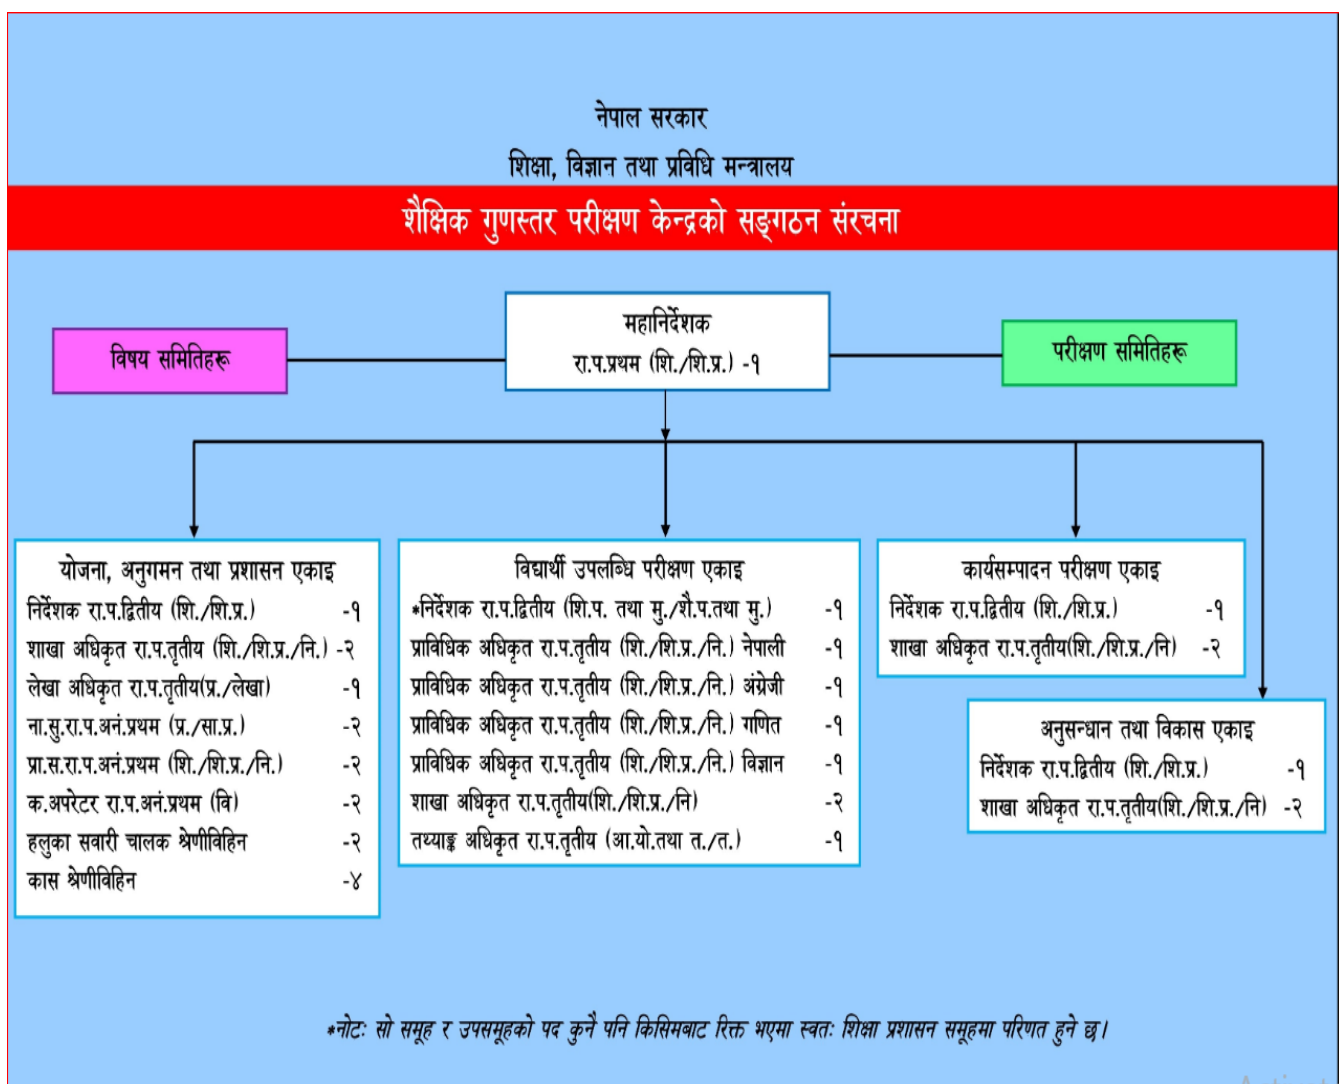 नेपाल सरकार
शिक्षा, विज्ञान तथा प्रविधि मन्त्रालय
शैक्षिक गुणस्तर परीक्षण केन्द्रको सङ्गठन संरचना
महानिर्देशक
रा.प.प्रथम (शि./शि.प्र.) -१
विषय समितिहरू
परीक्षण समितिहरू
योजना, अनुगमन तथा प्रशासन एकाइ
निर्देशक रा.प.द्वितीय (शि./शि.प्र.) -१
शाखा अधिकृत रा.प.तृतीय (शि./शि.प्र./नि.) -२
लेखा अधिकृत रा.प.तृतीय(प्र./लेखा) -१
ना.सु.रा.प.अनं.प्रथम (प्र./सा.प्र.) -२
प्रा.स.रा.प.अनं.प्रथम (शि./शि.प्र./नि.) -२
क.अपरेटर रा.प.अनं.प्रथम (वि) -२
हलुका सवारी चालक श्रेणीविहिन -२
कास श्रेणीविहिन -४
विद्यार्थी उपलब्धि परीक्षण एकाइ
*निर्देशक रा.प.द्वितीय (शि.प. तथा मु./शै.प.तथा मु.) -१
प्राविधिक अधिकृत रा.प.तृतीय (शि./शि.प्र./नि.) नेपाली -१
प्राविधिक अधिकृत रा.प.तृतीय (शि./शि.प्र./नि.) अंग्रेजी -१
प्राविधिक अधिकृत रा.प.तृतीय (शि./शि.प्र./नि.) गणित -१
प्राविधिक अधिकृत रा.प.तृतीय (शि./शि.प्र./नि.) विज्ञान -१
शाखा अधिकृत रा.प.तृतीय(शि./शि.प्र./नि) -२
तथ्याङ्क अधिकृत रा.प.तृतीय (आ.यो.तथा त./त.) -१
कार्यसम्पादन परीक्षण एकाइ
निर्देशक रा.प.द्वितीय (शि./शि.प्र.) -१
शाखा अधिकृत रा.प.तृतीय(शि./शि.प्र./नि) -२
अनुसन्धान तथा विकास एकाइ
निर्देशक रा.प.द्वितीय (शि./शि.प्र.) -१
शाखा अधिकृत रा.प.तृतीय(शि./शि.प्र./नि) -२
*नोटः सो समूह र उपसमूहको पद कुनै पनि किसिमबाट रिक्त भएमा स्वतः शिक्षा प्रशासन समूहमा परिणत हुने छ।